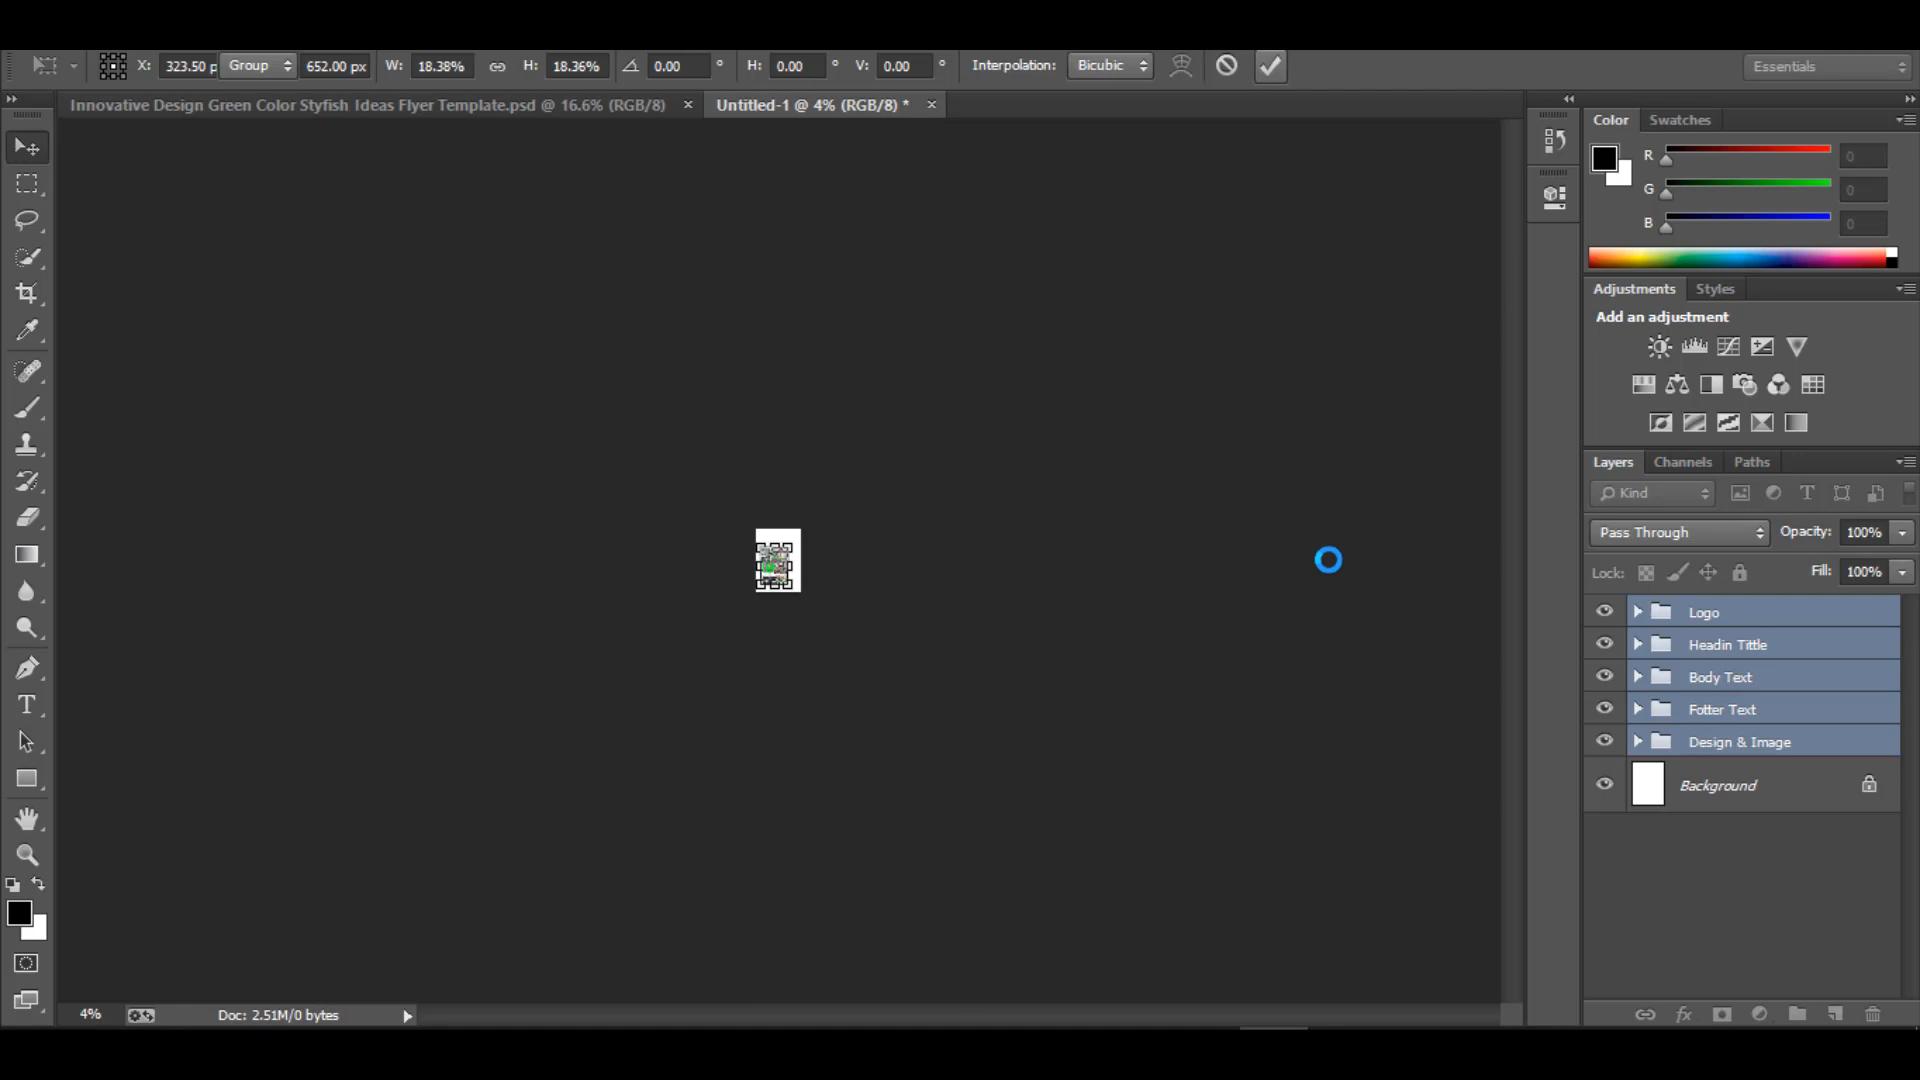 X: 323.50 p Group 652.00 px W: 18.38% H: 18.36% 0.00 ° H: 0.00 ° V: 0.00 ° Interpolation: Bicubic Essentials
Innovative Design Green Color Styfish Ideas Flyer Template.psd @ 16.6% (RGB/8) × Untitled-1 @ 4% (RGB/8) * ×
Color Swatches
R 0
G 0
B 0
Adjustments Styles
Add an adjustment
Layers Channels Paths
Kind
Pass Through Opacity: 100%
Lock: Fill: 100%
Logo
Headin Tittle
Body Text
Fotter Text
Design & Image
Background
4% Doc: 2.51M/0 bytes